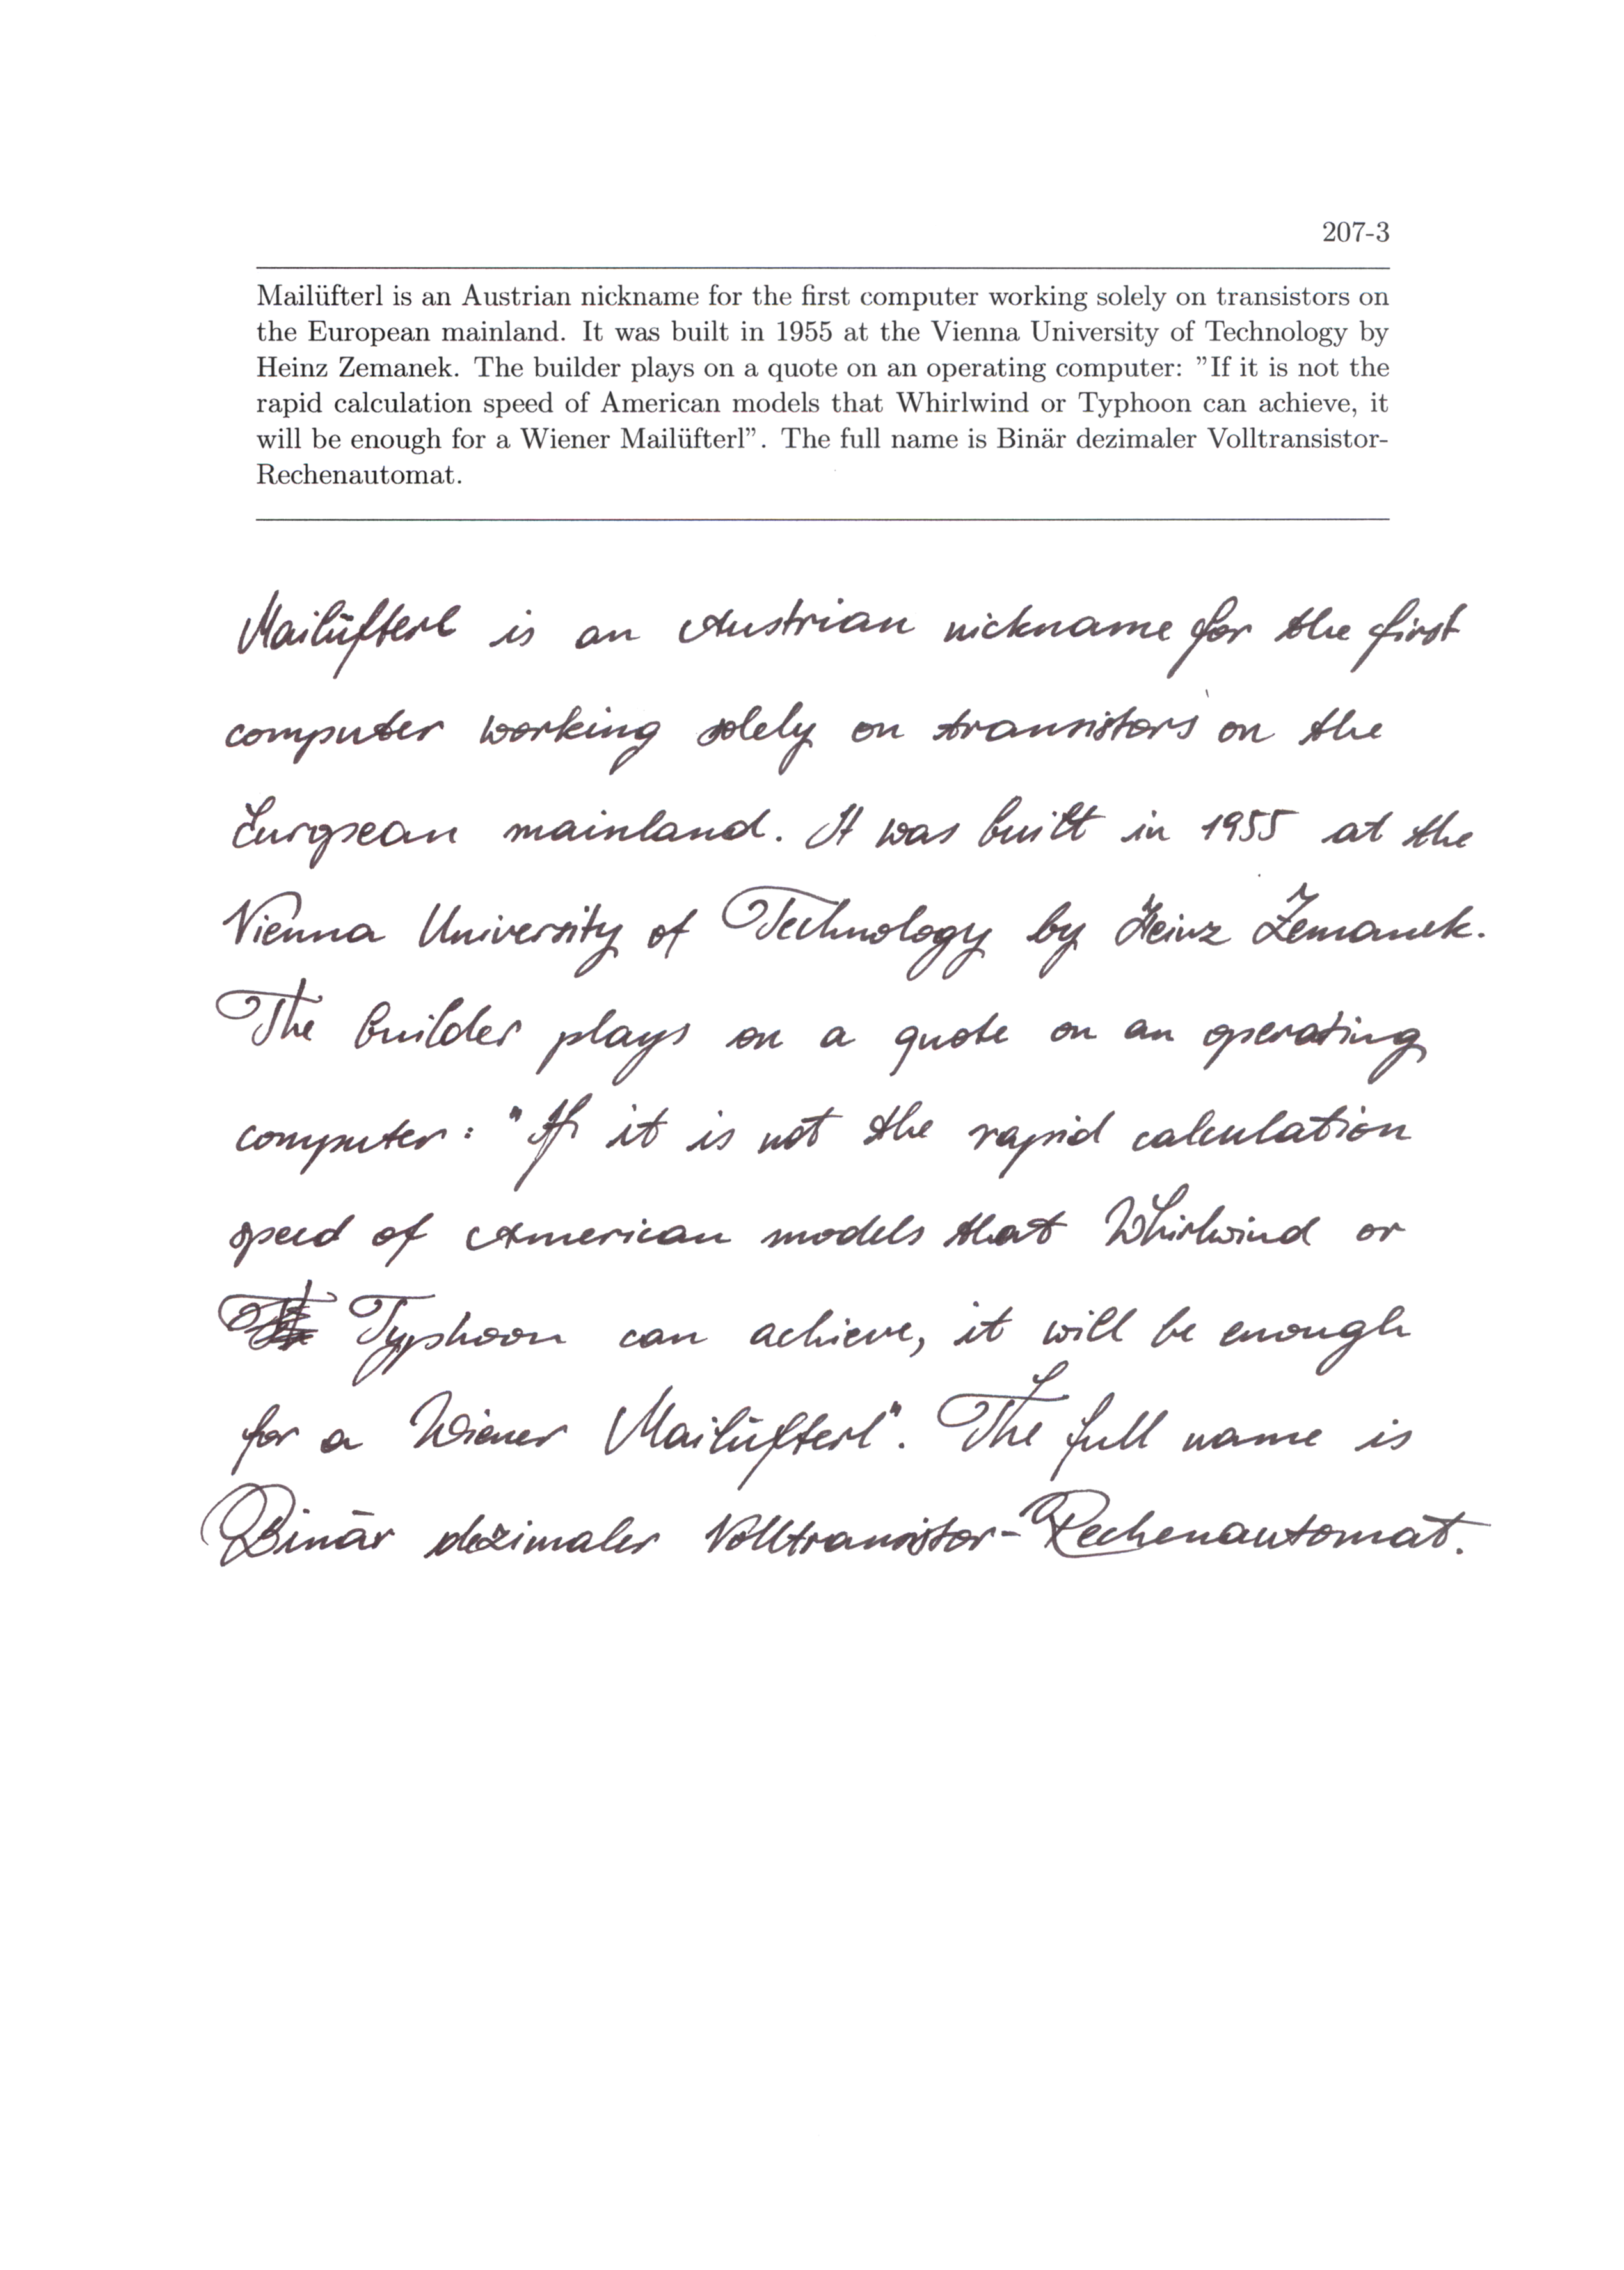 207-3
Mailüfterl is an Austrian nickname for the first computer working solely on transistors on
the European mainland. It was built in 1955 at the Vienna University of Technology by
Heinz Zemanek. The builder plays on a quote on an operating computer: ”If it is not the
rapid calculation speed of American models that Whirlwind or Typhoon can achieve, it
will be enough for a Wiener Mailüfterl”. The full name is Binär dezimaler Volltransistor-
Rechenautomat.
Mailüfterl is an Austrian nickname for the first
computer working solely on transistors on the
European mainland. It was built in 1955 at the
Vienna University of Technology by Heinz Zemanek.
The builder plays on a quote on an operating
computer: "If it is not the rapid calculation
speed of American models that Whirlwind or
Typhoon can achieve, it will be enough
for a Wiener Mailüfterl". The full name is
Binär dezimaler Volltransistor-Rechenautomat.